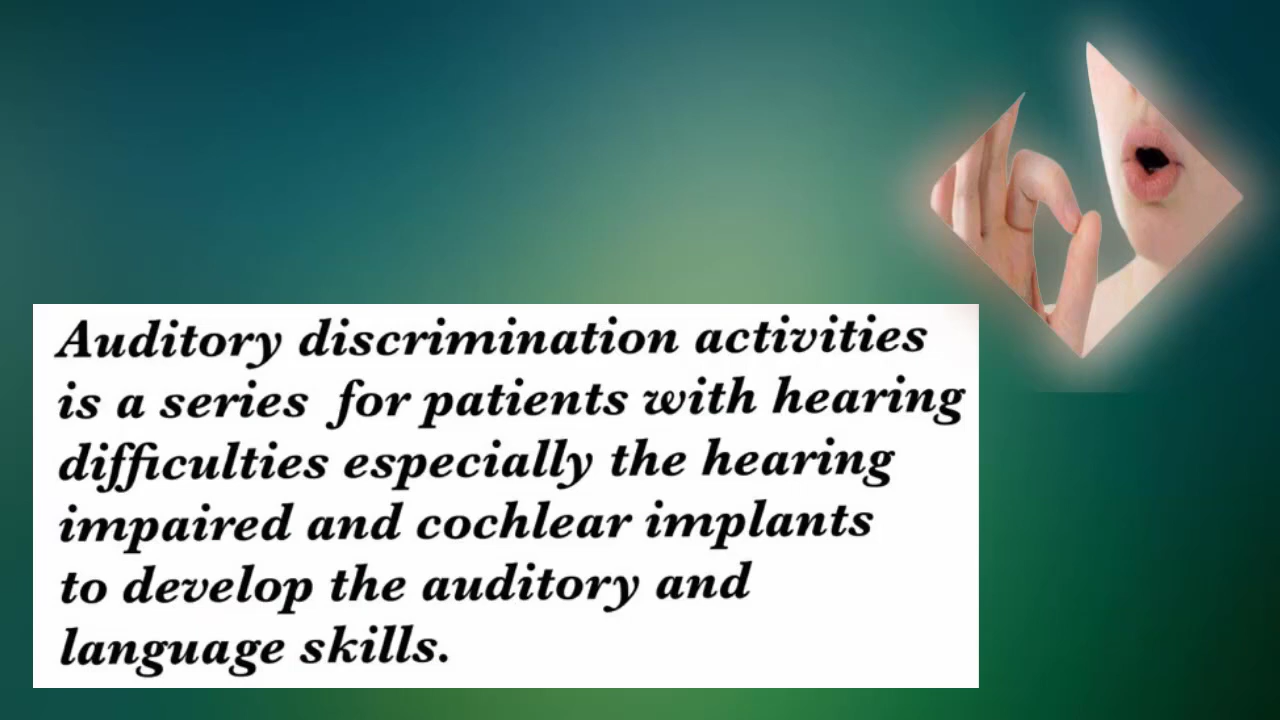 Auditory discrimination activities
is a series for patients with hearing
difficulties especially the hearing
impaired and cochlear implants
to develop the auditory and
language skills.